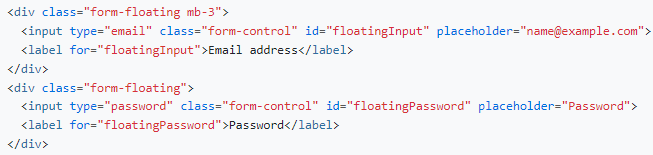 <div class="form-floating mb-3">
  <input type="email" class="form-control" id="floatingInput" placeholder="name@example.com">
  <label for="floatingInput">Email address</label>
</div>
<div class="form-floating">
  <input type="password" class="form-control" id="floatingPassword" placeholder="Password">
  <label for="floatingPassword">Password</label>
</div>